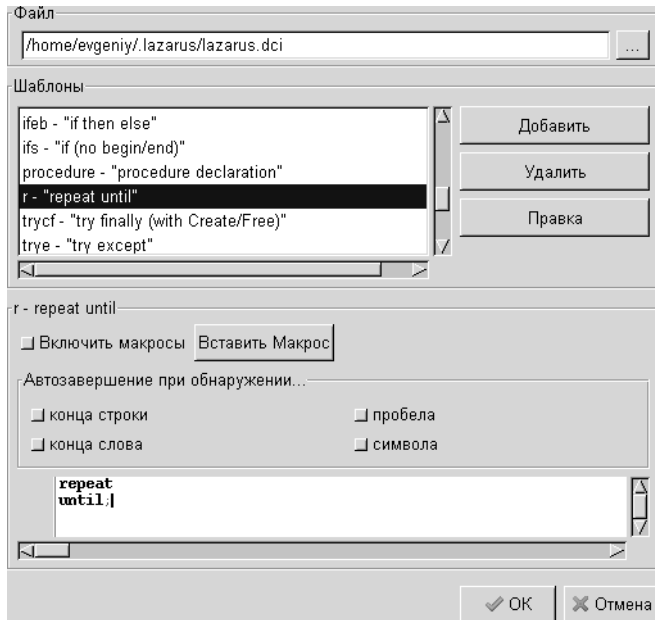 Файл
/home/evgeniy/.lazarus/lazarus.dci
...
Шаблоны
ifeb - "if then else"
ifs - "if (no begin/end)"
procedure - "procedure declaration"
r - "repeat until"
trycf - "try finally (with Create/Free)"
trye - "try except"
Добавить
Удалить
Правка
r - repeat until
Включить макросы
Вставить Макрос
Автозавершение при обнаружении...
конца строки
пробела
конца слова
символа
repeat
until;
OK
Отмена